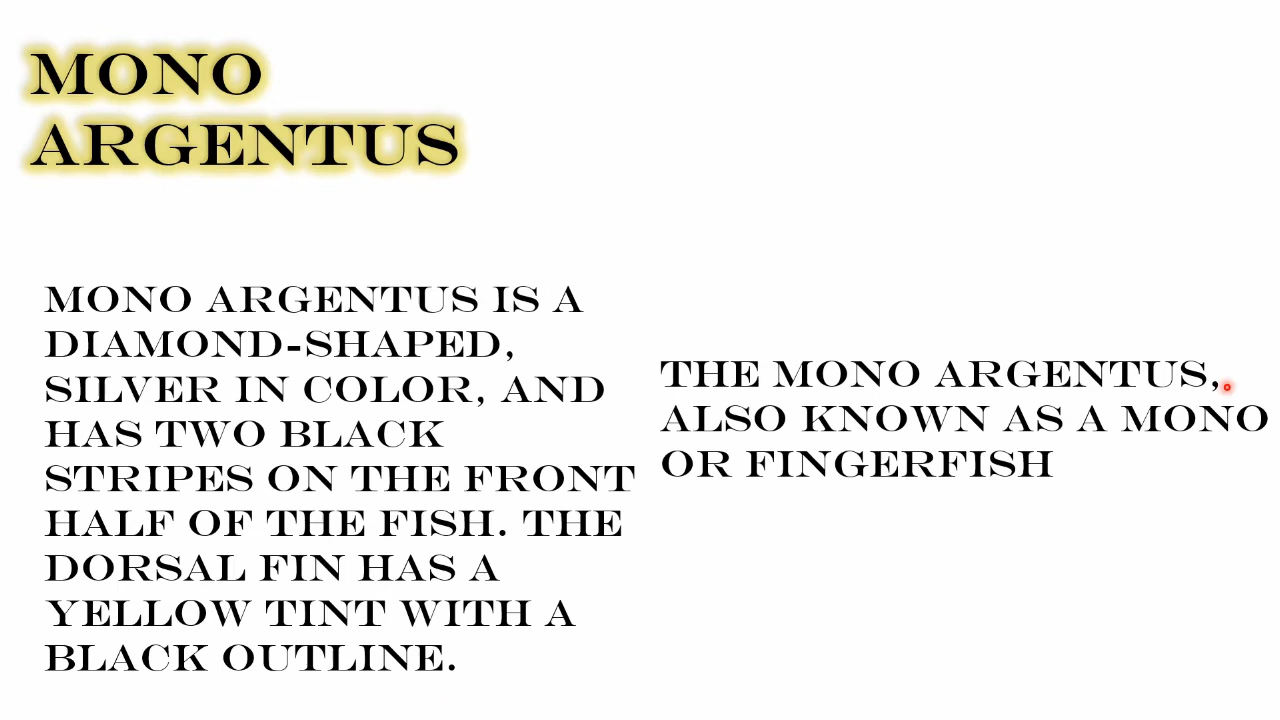 MONO
ARGENTUS
MONO ARGENTUS IS A
DIAMOND-SHAPED,
SILVER IN COLOR, AND
HAS TWO BLACK
STRIPES ON THE FRONT
HALF OF THE FISH. THE
DORSAL FIN HAS A
YELLOW TINT WITH A
BLACK OUTLINE.
THE MONO ARGENTUS,
ALSO KNOWN AS A MONO
OR FINGERFISH